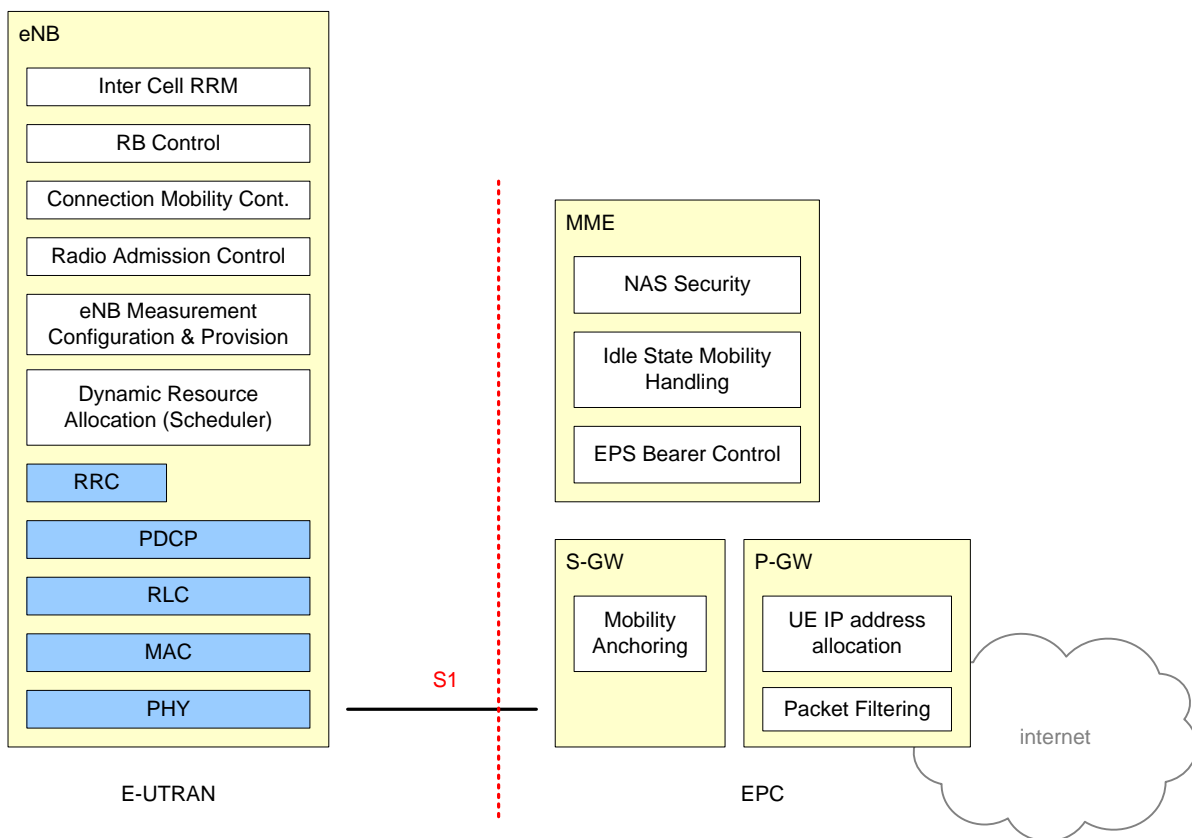 eNB
Inter Cell RRM
RB Control
Connection Mobility Cont.
Radio Admission Control
eNB Measurement
Configuration & Provision
Dynamic Resource
Allocation (Scheduler)
RRC
PDCP
RLC
MAC
PHY
S1
MME
NAS Security
Idle State Mobility
Handling
EPS Bearer Control
S-GW
Mobility
Anchoring
P-GW
UE IP address
allocation
Packet Filtering
internet
E-UTRAN
EPC